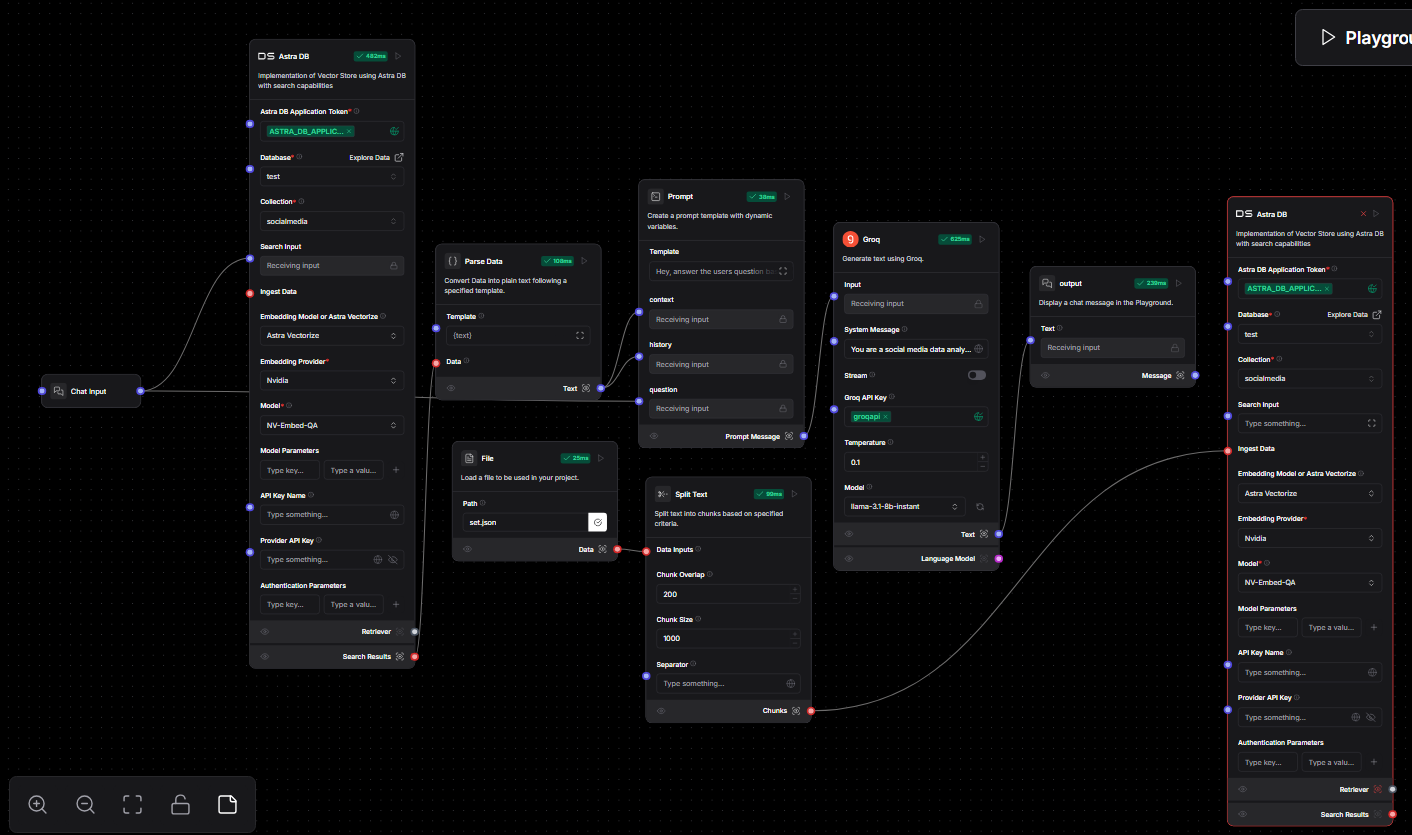 Playgrou
DS Astra DB
482ms
Implementation of Vector Store using Astra DB
with search capabilities
Astra DB Application Token*
ASTRA_DB_APPLIC... ×
Database*
Explore Data
test
Collection*
socialmedia
Search Input
Receiving input
Ingest Data
Embedding Model or Astra Vectorize
Astra Vectorize
Embedding Provider*
Nvidia
Model*
NV-Embed-QA
Model Parameters
Type key...
Type a valu...
API Key Name
Type something...
Provider API Key
Type something...
Authentication Parameters
Type key...
Type a valu...
Retriever
Search Results
Chat Input
Parse Data
108ms
Convert Data into plain text following a
specified template.
Template
{text}
Data
Text
File
25ms
Load a file to be used in your project.
Path
set.json
Data
Prompt
38ms
Create a prompt template with dynamic
variables.
Template
Hey, answer the users question
context
Receiving input
history
Receiving input
question
Receiving input
Prompt Message
Split Text
89ms
Split text into chunks based on specified
criteria.
Data Inputs
Chunk Overlap
200
Chunk Size
1000
Separator
Type something...
Chunks
Groq
625ms
Generate text using Groq.
Input
Receiving input
System Message
You are a social media data analy...
Stream
Groq API Key
groqapi ×
Temperature
0.1
Model
llama-3.1-8b-instant
Text
Language Model
output
239ms
Display a chat message in the Playground.
Text
Receiving input
Message
DS Astra DB
Implementation of Vector Store using Astra DB
with search capabilities
Astra DB Application Token*
ASTRA_DB_APPLIC... ×
Database*
Explore Data
test
Collection*
socialmedia
Search Input
Type something...
Ingest Data
Embedding Model or Astra Vectorize
Astra Vectorize
Embedding Provider*
Nvidia
Model*
NV-Embed-QA
Model Parameters
Type key...
Type a valu...
API Key Name
Type something...
Provider API Key
Type something...
Authentication Parameters
Type key...
Type a valu...
Retriever
Search Results